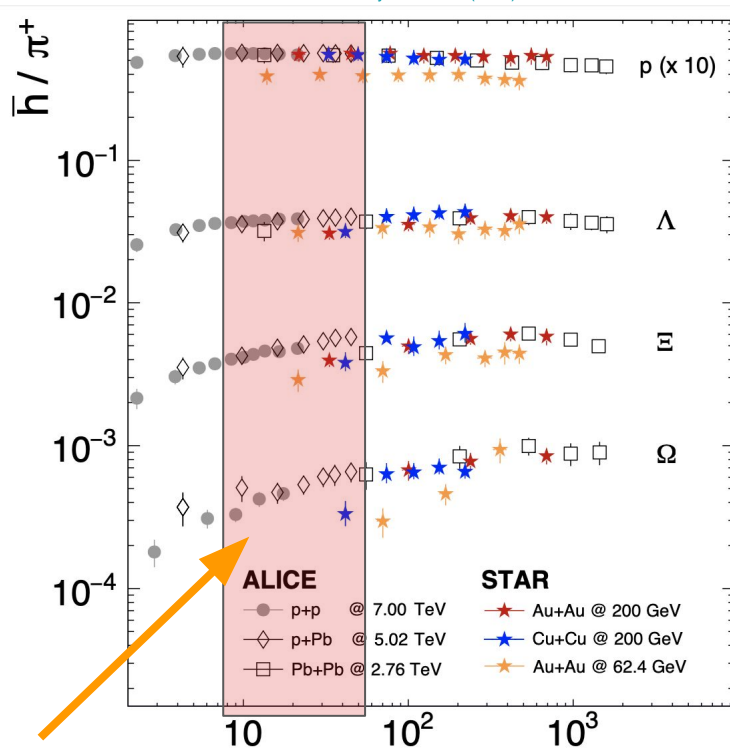 h̅ / π⁺
p (x 10)
10⁻¹
Λ
10⁻²
Ξ
10⁻³
Ω
10⁻⁴
ALICE
p+p @ 7.00 TeV
p+Pb @ 5.02 TeV
Pb+Pb @ 2.76 TeV
STAR
Au+Au @ 200 GeV
Cu+Cu @ 200 GeV
Au+Au @ 62.4 GeV
10 10² 10³